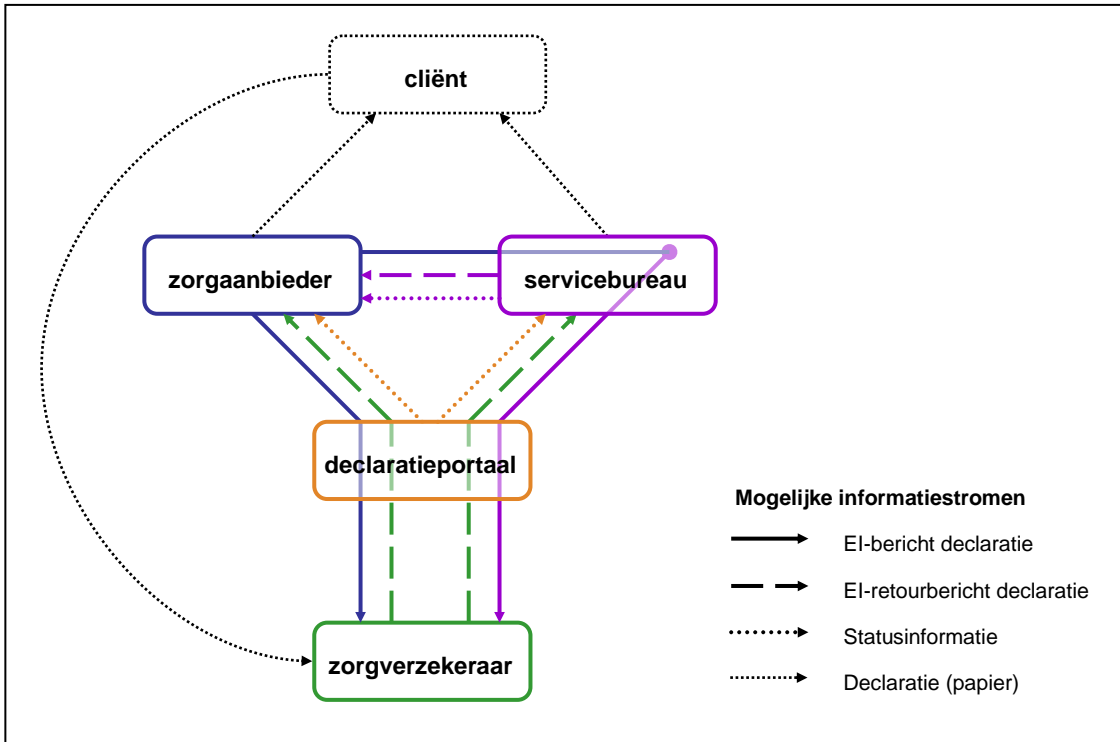 cliënt
zorgaanbieder
servicebureau
declaratieportaal
zorgverzekeraar
Mogelijke informatiestromen
EI-bericht declaratie
EI-retourbericht declaratie
Statusinformatie
Declaratie (papier)